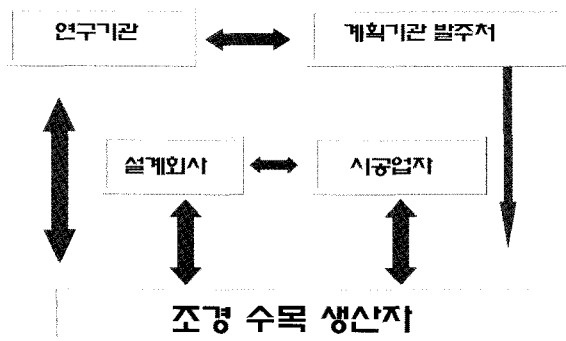 연구기관
계획기관 발주처
설계회사
시공업자
조경 수목 생산자